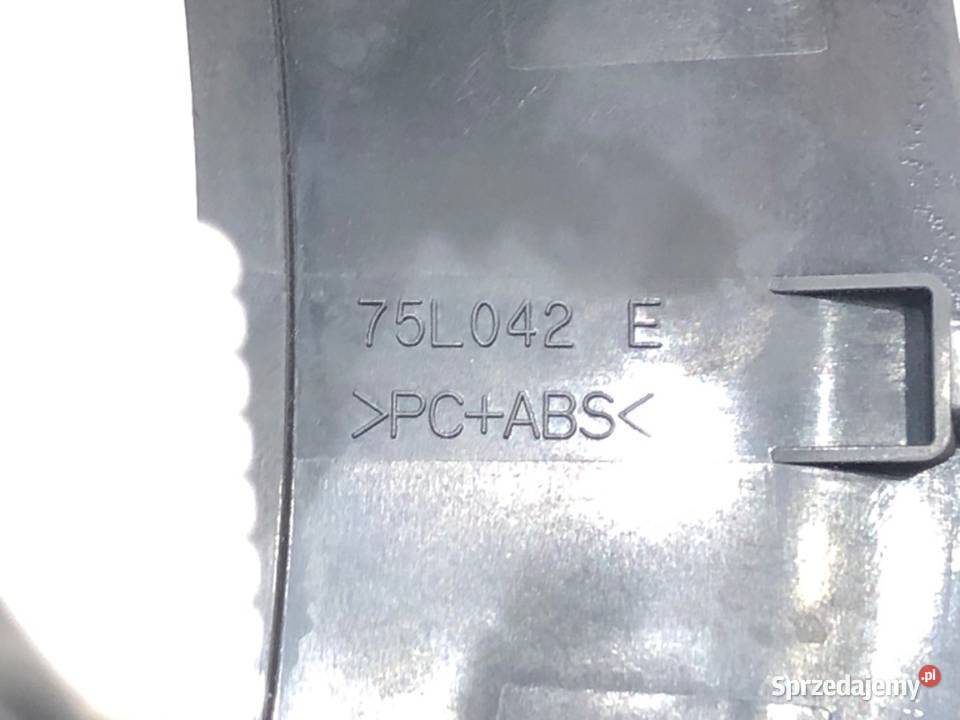 75L042 E
>PC+ABS<
Sprzedajemy.pl